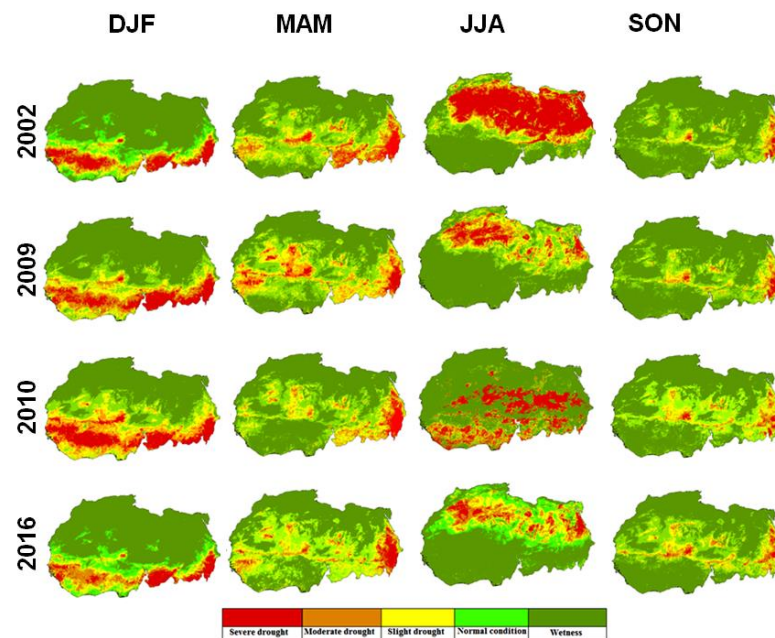 DJF MAM JJA SON
2002
2009
2010
2016
Severe drought Moderate drought Slight drought Normal condition Wetness